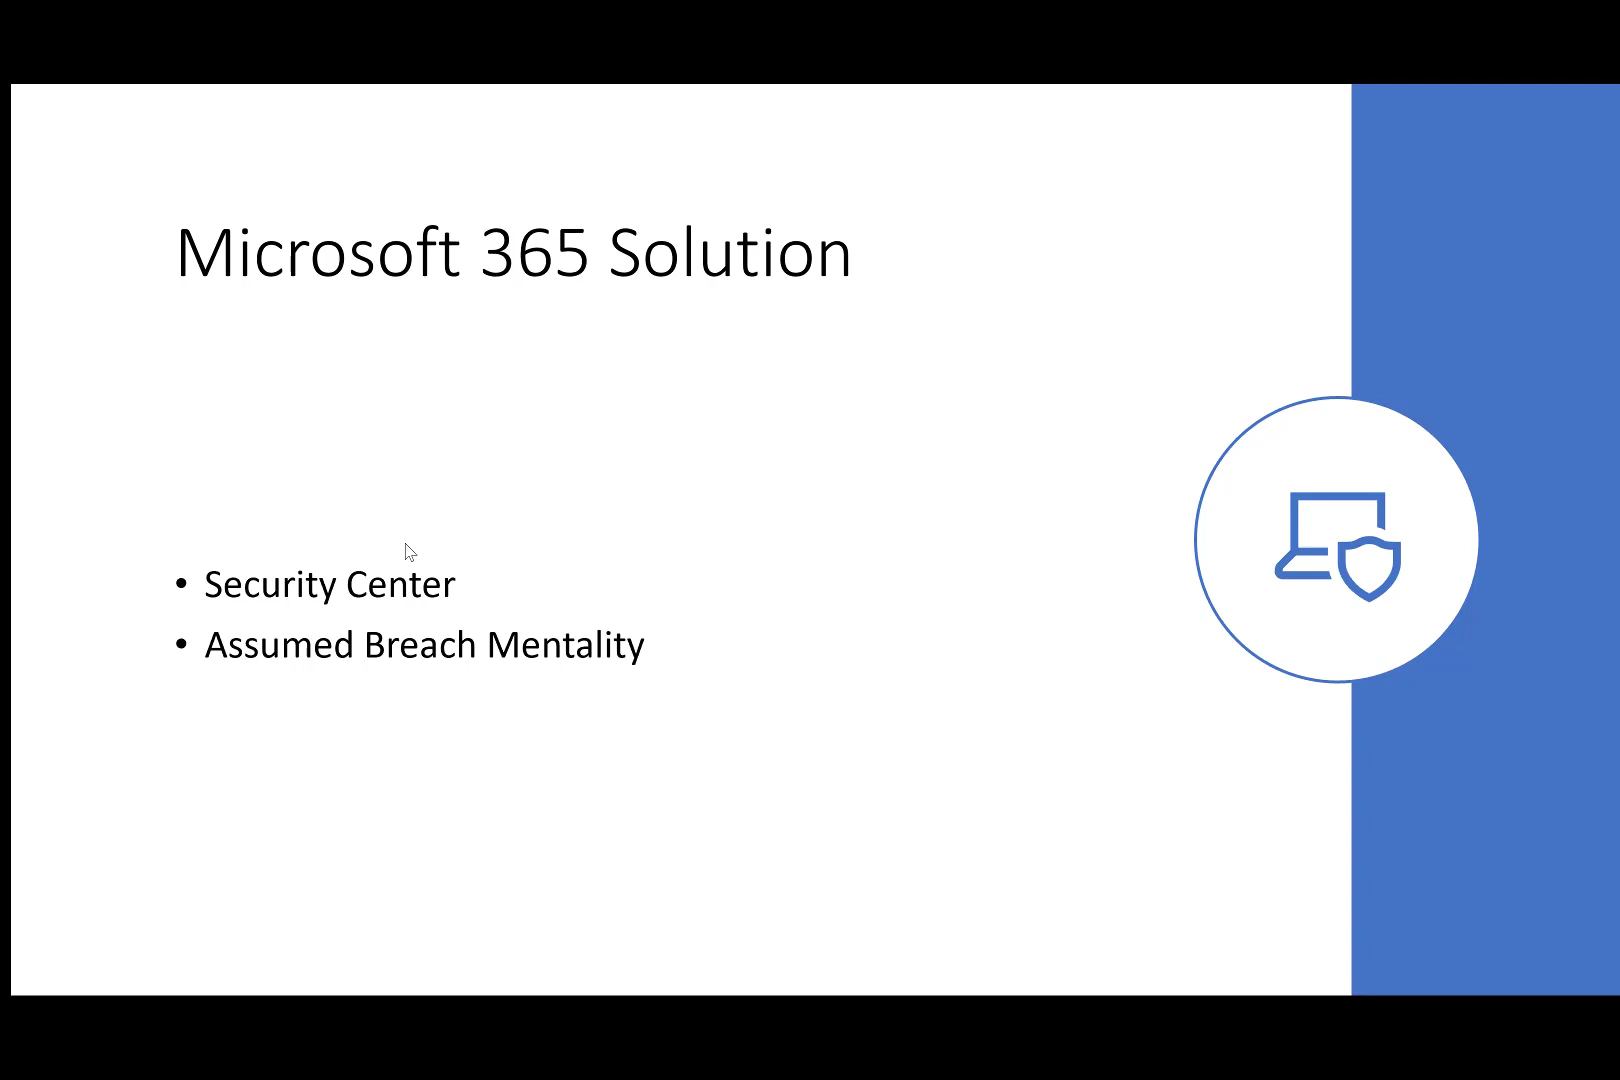 Microsoft 365 Solution
• Security Center
• Assumed Breach Mentality